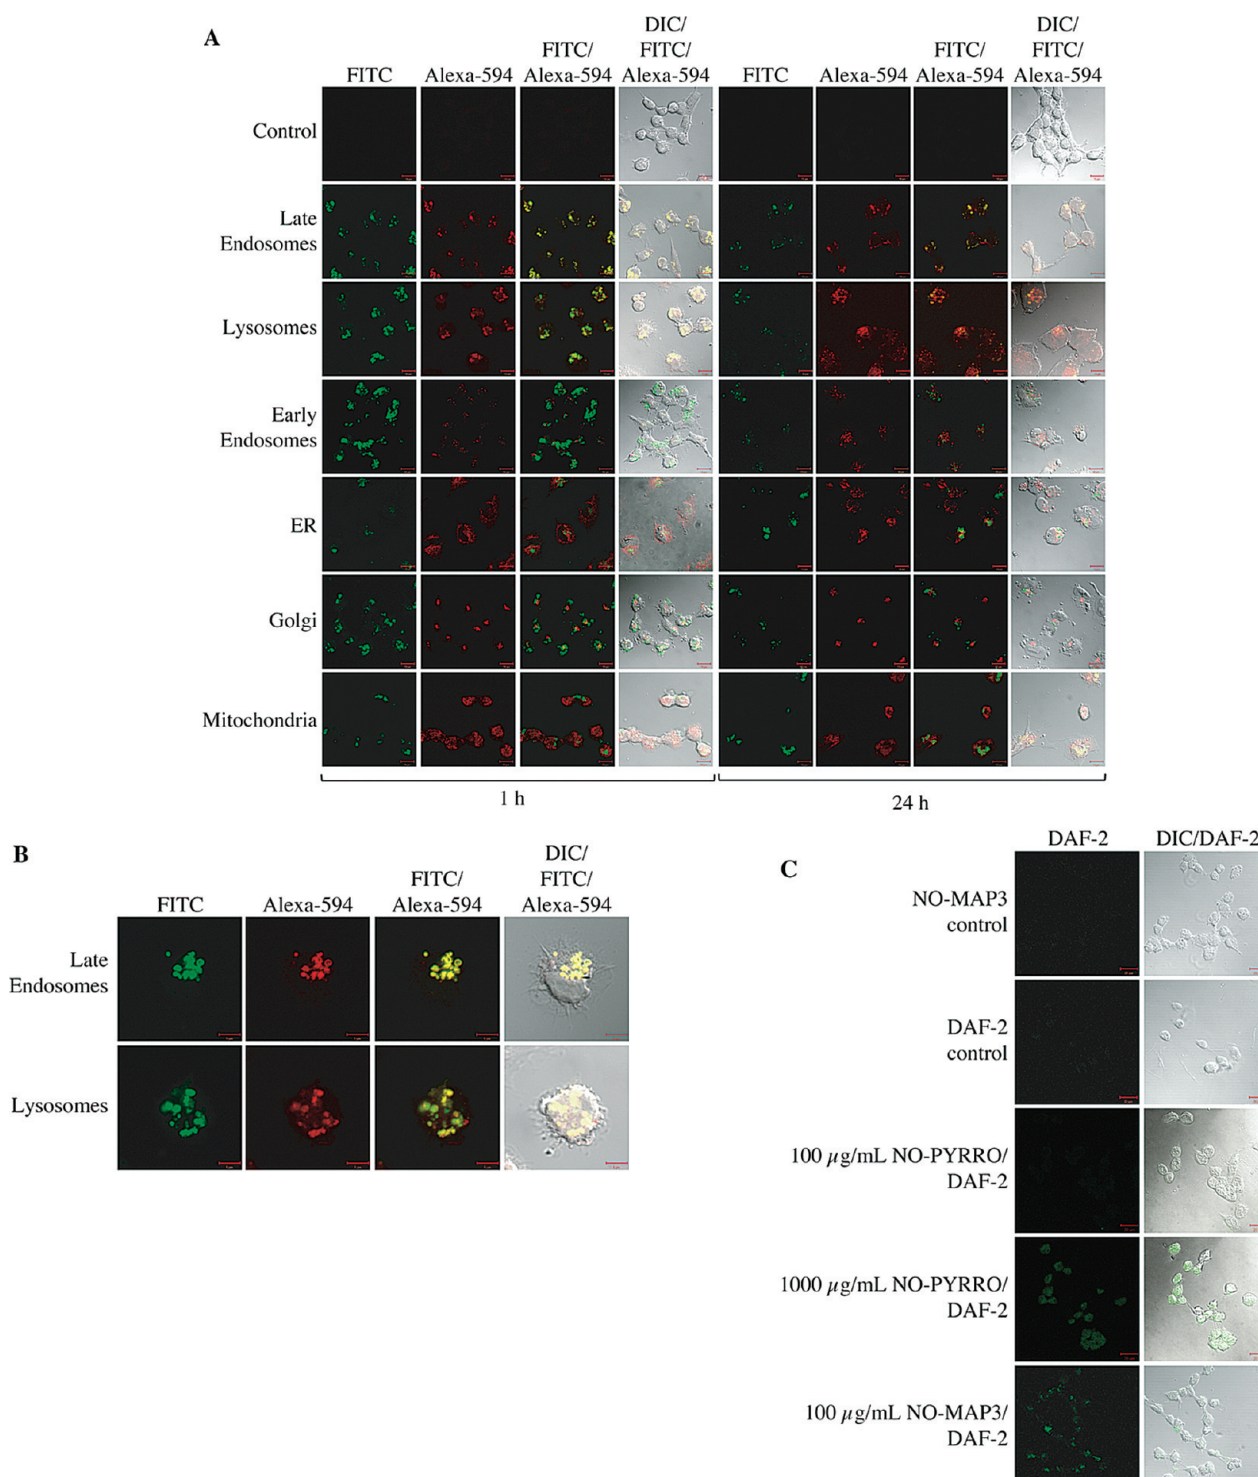 A
FITC
Alexa-594
FITC/
Alexa-594
DIC/
FITC/
Alexa-594
FITC
Alexa-594
FITC/
Alexa-594
DIC/
FITC/
Alexa-594
Control
Late
Endosomes
Lysosomes
Early
Endosomes
ER
Golgi
Mitochondria
1 h
24 h
B
FITC
Alexa-594
FITC/
Alexa-594
DIC/
FITC/
Alexa-594
Late
Endosomes
Lysosomes
C
DAF-2
DIC/DAF-2
NO-MAP3
control
DAF-2
control
100 µg/mL NO-PYRRO/
DAF-2
1000 µg/mL NO-PYRRO/
DAF-2
100 µg/mL NO-MAP3/
DAF-2